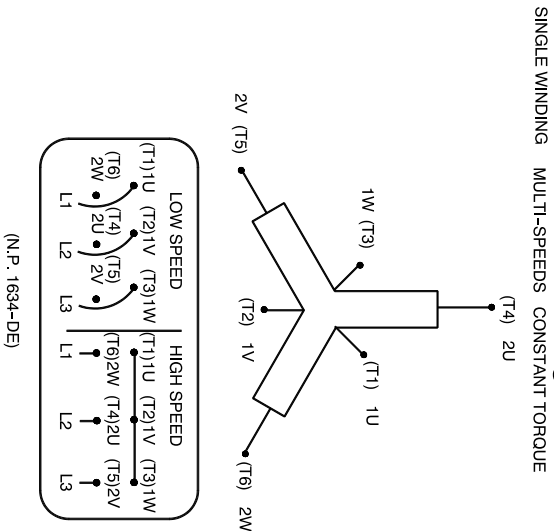 SINGLE WINDING MULTI-SPEEDS CONSTANT TORQUE
(T4) 2U
1W (T3)
(T1) 1U
2V (T5)
(T2) 1V
(T6) 2W
LOW SPEED
(T1)1U (T2)1V (T3)1W
(T6) 2W (T4) 2U (T5) 2V
L1 L2 L3
HIGH SPEED
(T1)1U (T2)1V (T3)1W
(T6)2W (T4)2U (T5)2V
L1 L2 L3
(N.P. 1634-DE)